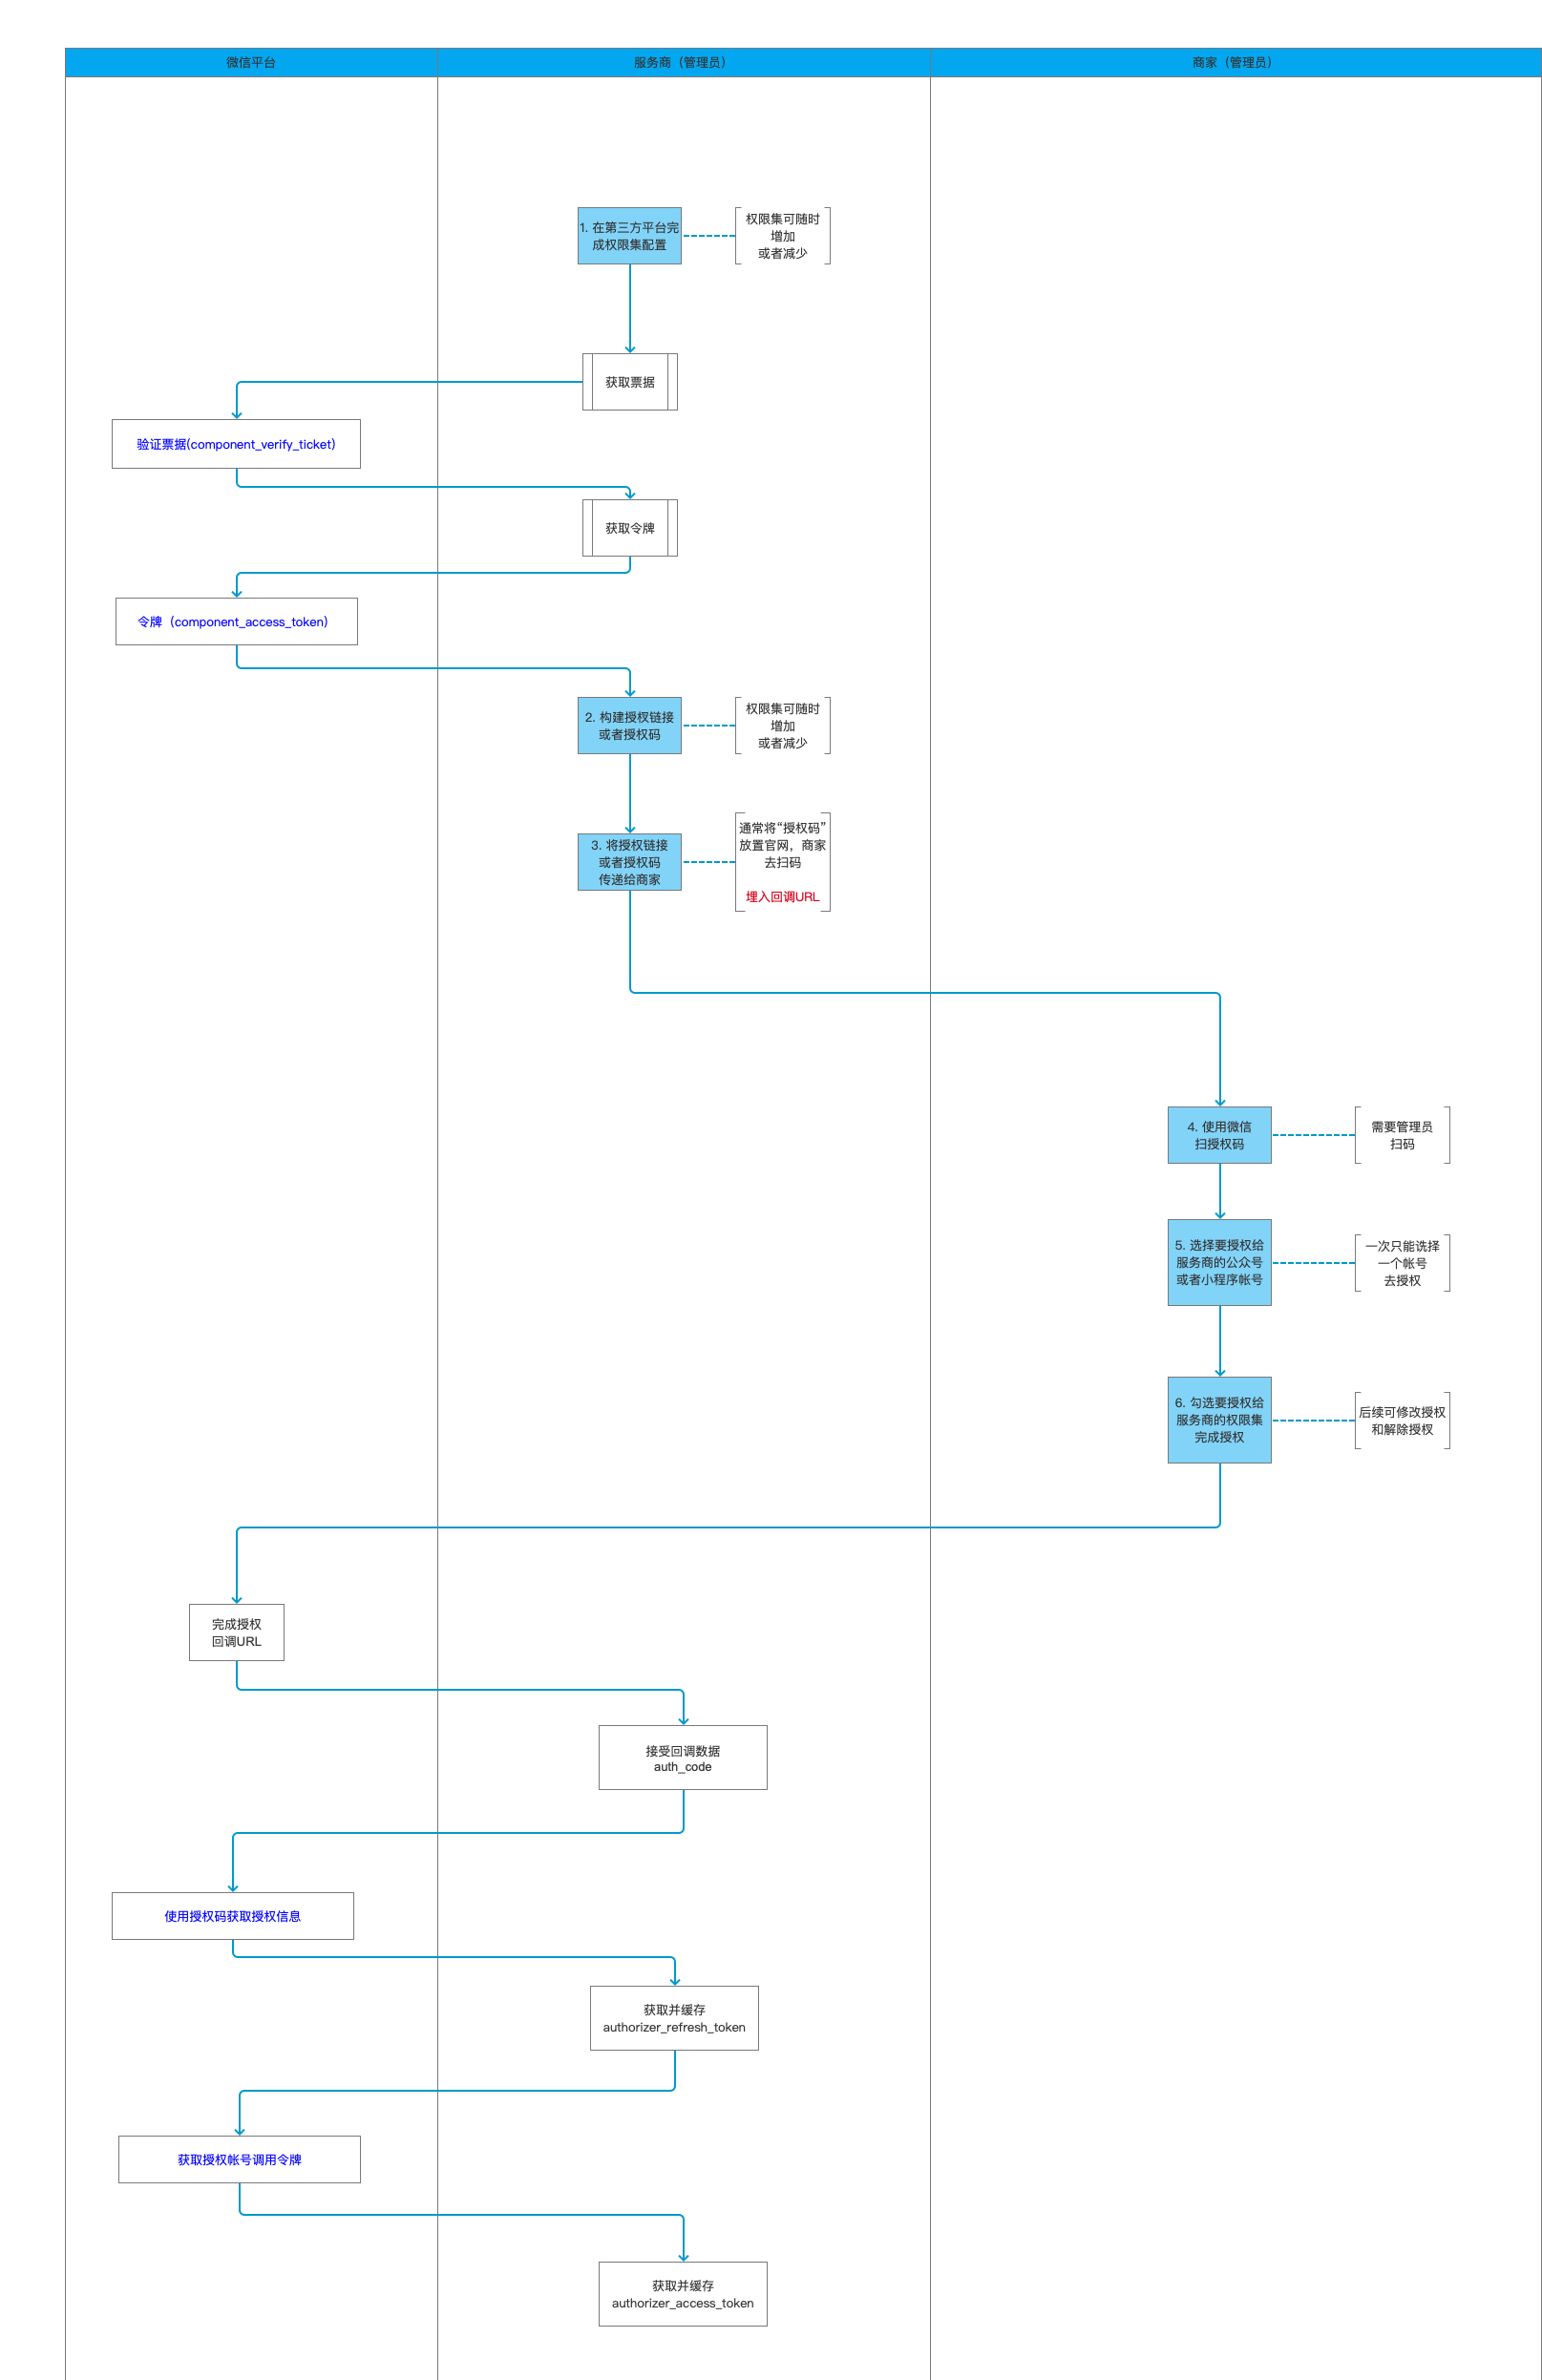 微信平台
服务商（管理员）
商家（管理员）
1. 在第三方平台完
成权限集配置
权限集可随时
增加
或者减少
获取票据
验证票据(component_verify_ticket)
获取令牌
令牌（component_access_token）
2. 构建授权链接
或者授权码
权限集可随时
增加
或者减少
3. 将授权链接
或者授权码
传递给商家
通常将“授权码”
放置官网，商家
去扫码
埋入回调URL
4. 使用微信
扫授权码
需要管理员
扫码
5. 选择要授权给
服务商的公众号
或者小程序帐号
一次只能选择
一个帐号
去授权
6. 勾选要授权给
服务商的权限集
完成授权
后续可修改授权
和解除授权
完成授权
回调URL
接受回调数据
auth_code
使用授权码获取授权信息
获取并缓存
authorizer_refresh_token
获取授权帐号调用令牌
获取并缓存
authorizer_access_token